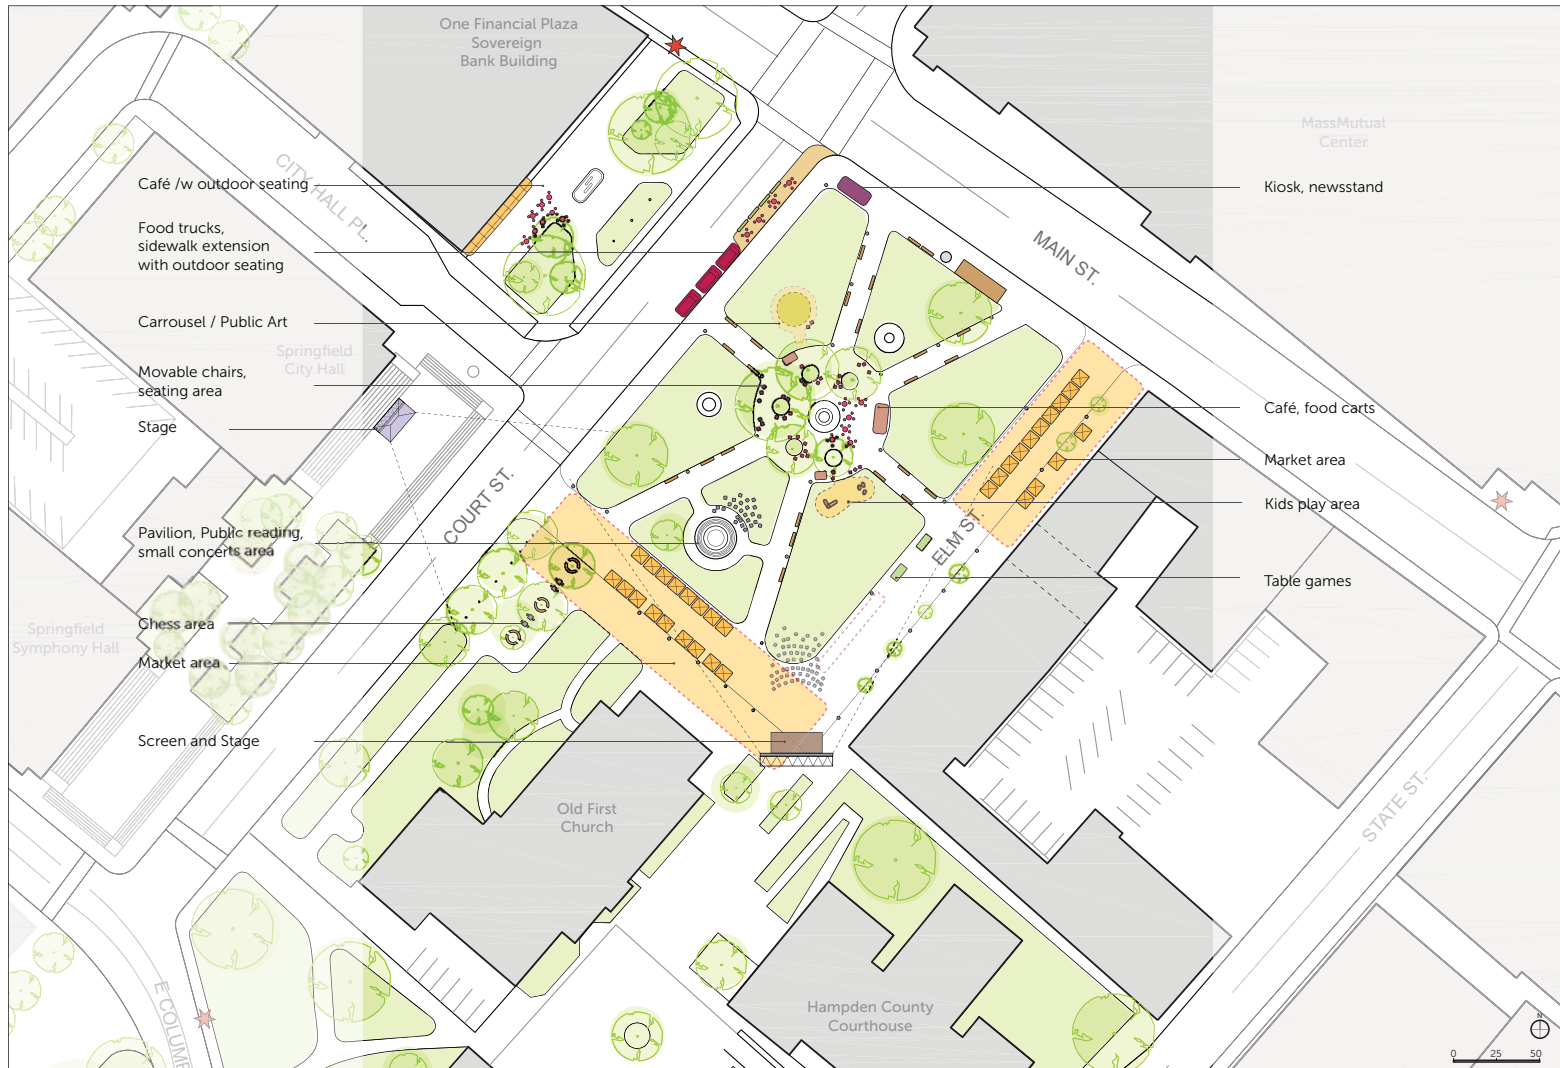 One Financial Plaza
Sovereign
Bank Building
MassMutual
Center
CITY HALL PL.
Café /w outdoor seating
Kiosk, newsstand
Food trucks,
sidewalk extension
with outdoor seating
MAIN ST.
Carrousel / Public Art
Springfield
City Hall
Movable chairs,
seating area
Stage
Café, food carts
Market area
COURT ST.
Kids play area
Pavilion, Public reading,
small concerts area
ELM ST.
Table games
Chess area
Springfield
Symphony Hall
Market area
Screen and Stage
Old First
Church
STATE ST.
Hampden County
Courthouse
E COLUMB
N
0 25 50